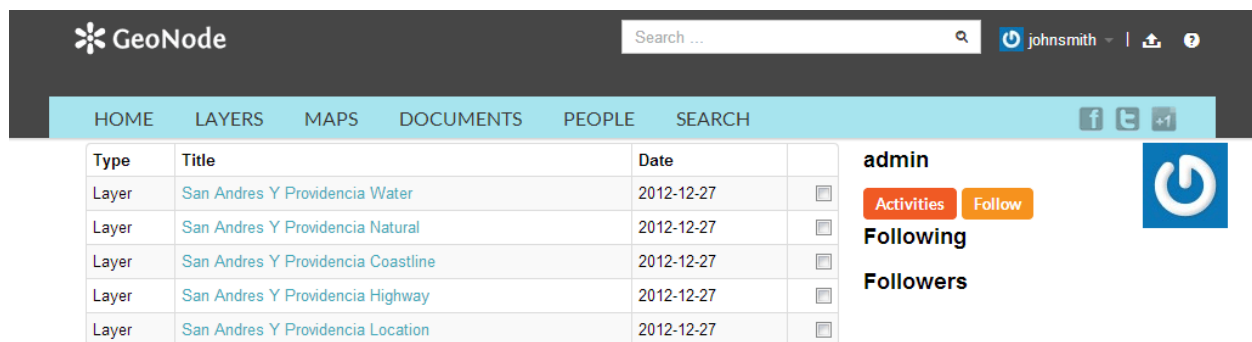 GeoNode
Search ...
johnsmith
HOME LAYERS MAPS DOCUMENTS PEOPLE SEARCH
f t +1
Type Title Date
Layer San Andres Y Providencia Water 2012-12-27
Layer San Andres Y Providencia Natural 2012-12-27
Layer San Andres Y Providencia Coastline 2012-12-27
Layer San Andres Y Providencia Highway 2012-12-27
Layer San Andres Y Providencia Location 2012-12-27
admin
Activities Follow
Following
Followers